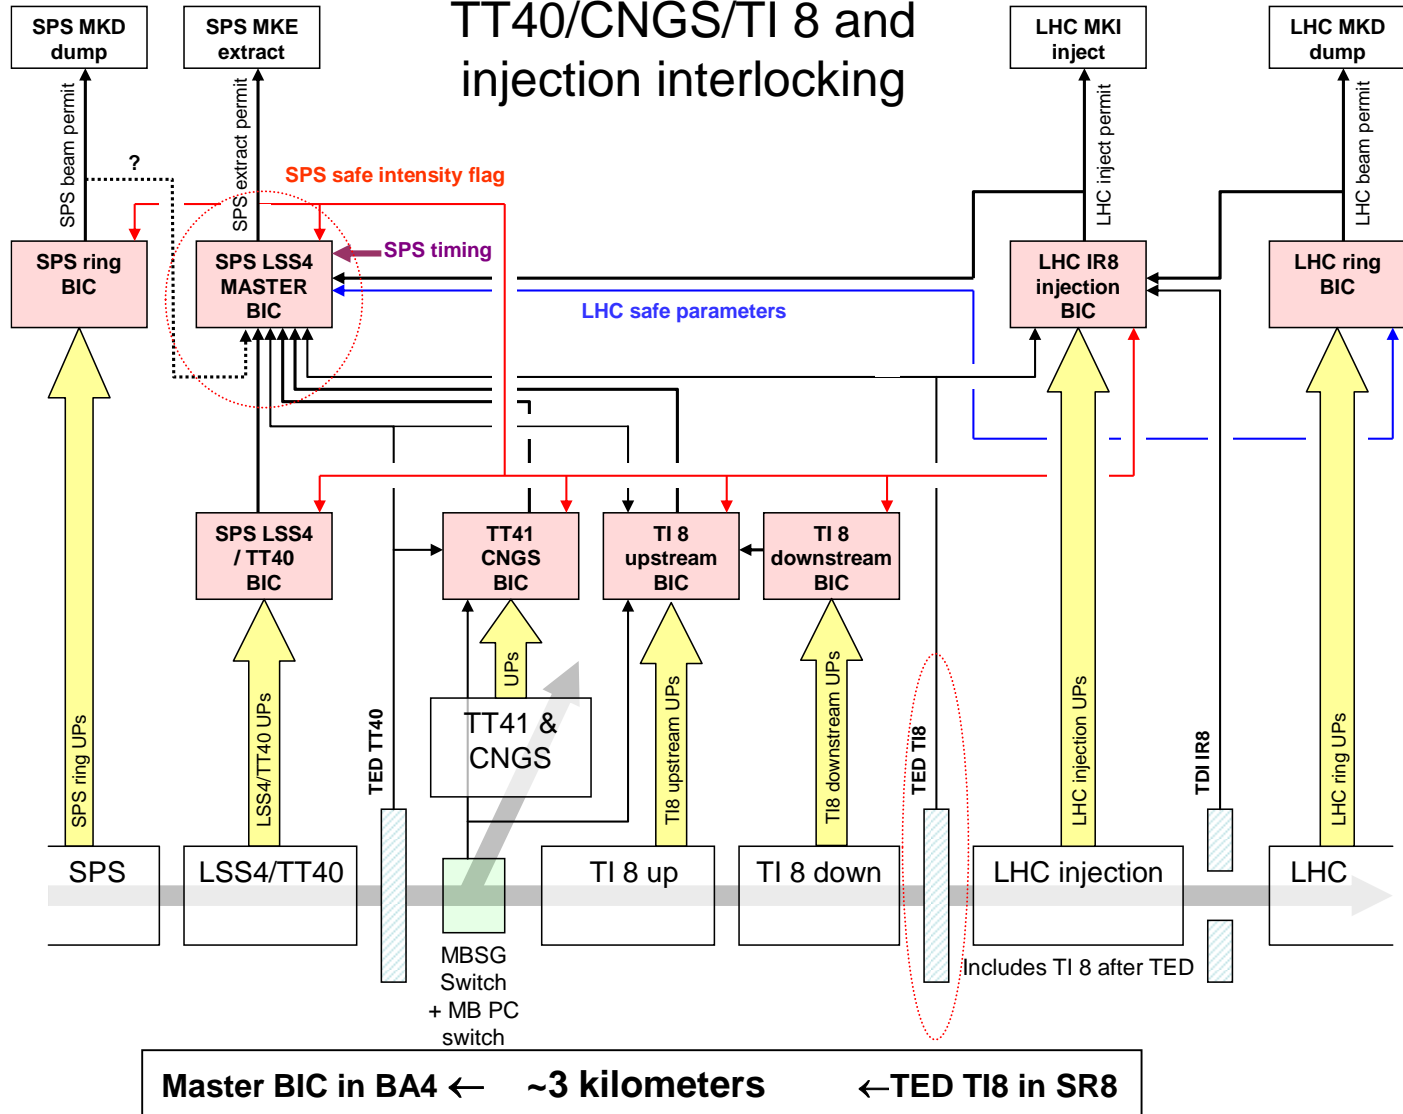 TT40/CNGS/TI 8 and
injection interlocking
SPS MKD
dump
SPS MKE
extract
LHC MKI
inject
LHC MKD
dump
SPS beam permit
?
SPS extract permit
LHC inject permit
LHC beam permit
SPS safe intensity flag
SPS timing
SPS ring
BIC
SPS LSS4
MASTER
BIC
LHC IR8
injection
BIC
LHC ring
BIC
LHC safe parameters
SPS LSS4
/ TT40
BIC
TT41
CNGS
BIC
TI 8
upstream
BIC
TI 8
downstream
BIC
SPS ring UPs
LSS4/TT40 UPs
TED TT40
UPs
TT41 &
CNGS
TI8 upstream UPs
TI8 downstream UPs
TED TI8
LHC injection UPs
TDI IR8
LHC ring UPs
SPS
LSS4/TT40
TI 8 up
TI 8 down
LHC injection
LHC
MBSG
Switch
+ MB PC
switch
Includes TI 8 after TED
Master BIC in BA4 ← ~3 kilometers ←TED TI8 in SR8